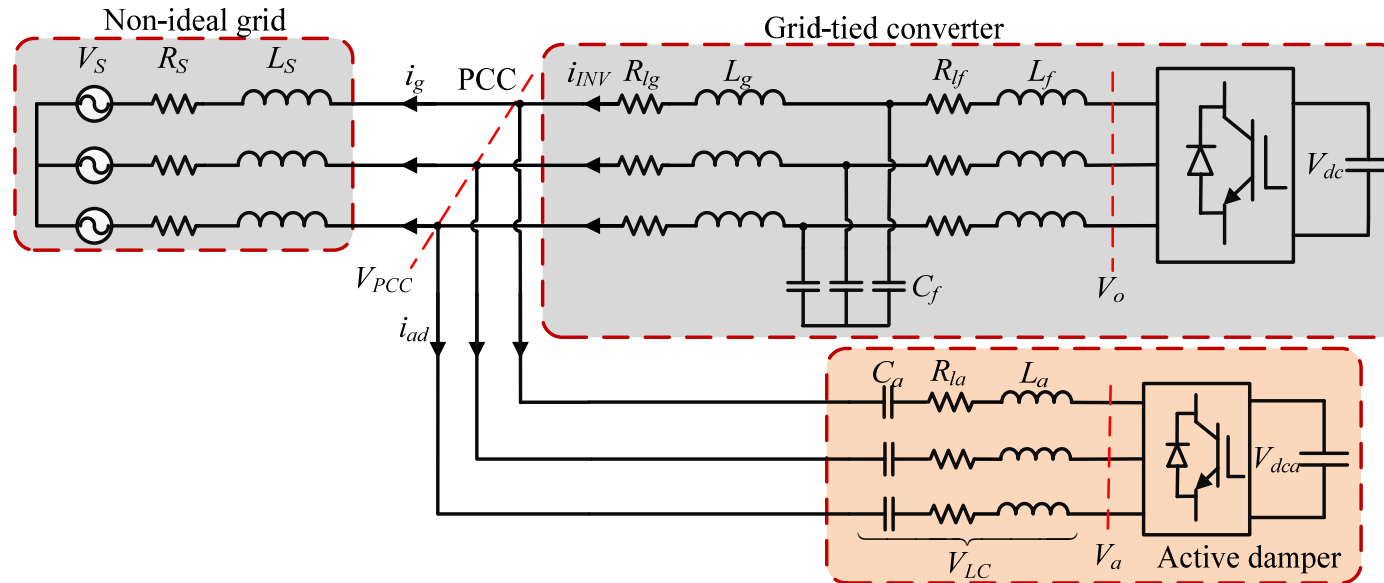 Non-ideal grid
Grid-tied converter
V_S R_S L_S
i_g PCC i_INV R_lg L_g R_lf L_f
V_dc
V_PCC
C_f V_o
i_ad
C_a R_la L_a
V_dca
V_LC V_a Active damper